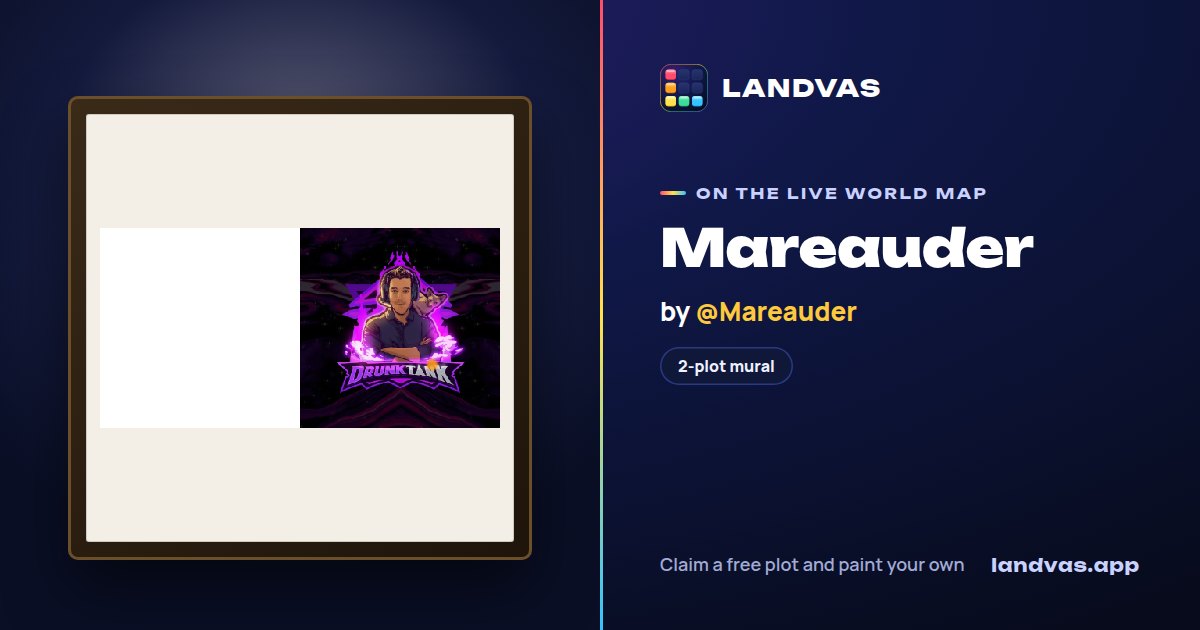 DRUNKTANK
LANDVAS
ON THE LIVE WORLD MAP
Mareauder
by @Mareauder
2-plot mural
Claim a free plot and paint your own
landvas.app